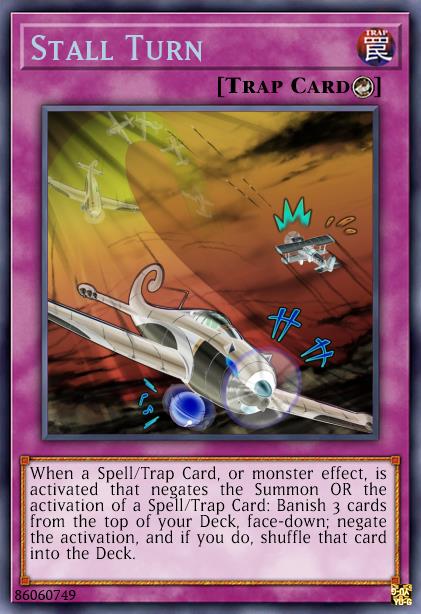 Stall Turn
TRAP
罠
[Trap Card]
When a Spell/Trap Card, or monster effect, is
activated that negates the Summon OR the
activation of a Spell/Trap Card: Banish 3 cards
from the top of your Deck, face-down; negate
the activation, and if you do, shuffle that card
into the Deck.
86060749